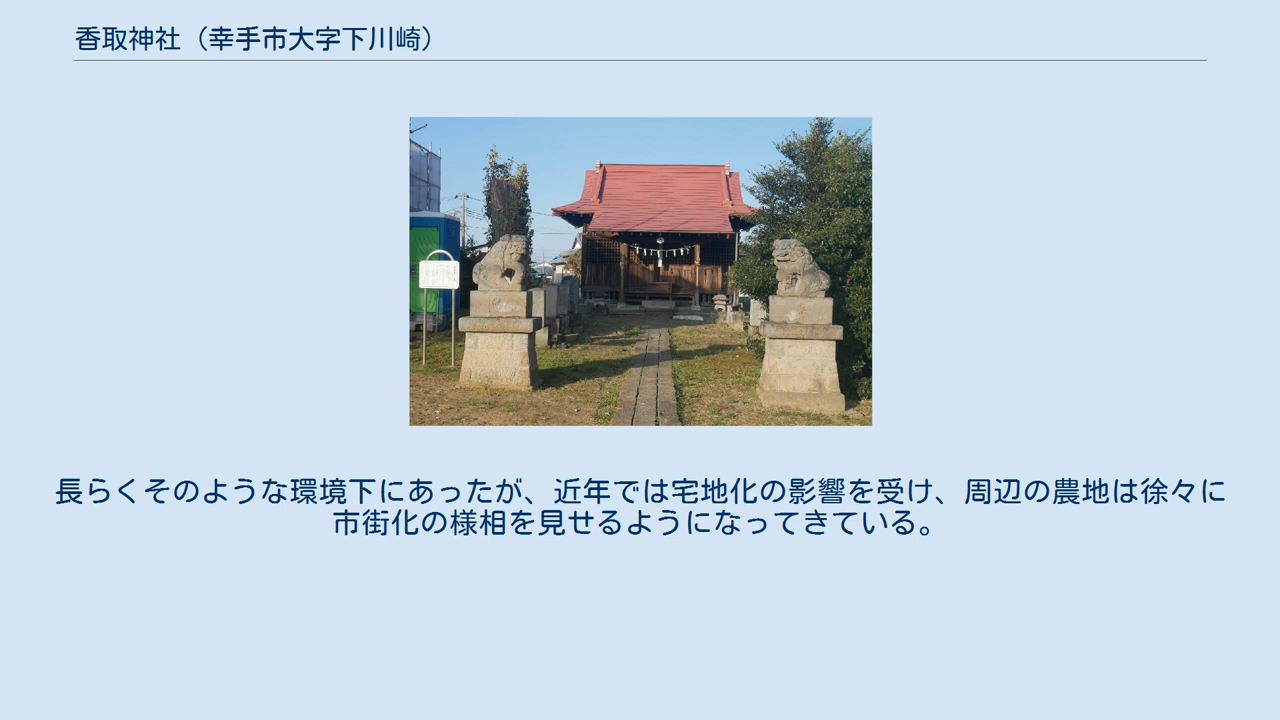 香取神社（幸手市大字下川崎）
長らくそのような環境下にあったが、近年では宅地化の影響を受け、周辺の農地は徐々に
市街化の様相を見せるようになってきている。